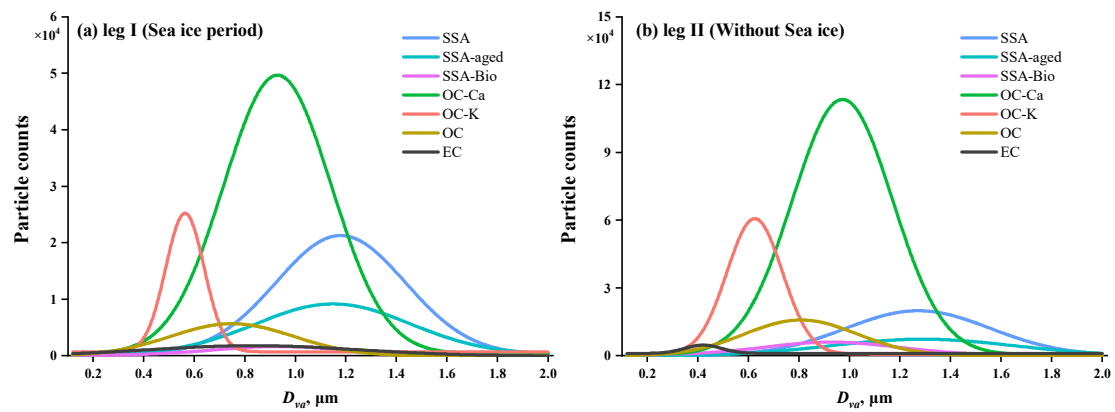 (a) leg I (Sea ice period)
×10⁴
6
5
4
3
2
1
0
Particle counts
SSA
SSA-aged
SSA-Bio
OC-Ca
OC-K
OC
EC
0.2 0.4 0.6 0.8 1.0 1.2 1.4 1.6 1.8 2.0
Dva, μm
(b) leg II (Without Sea ice)
×10⁴
15
12
9
6
3
0
Particle counts
SSA
SSA-aged
SSA-Bio
OC-Ca
OC-K
OC
EC
0.2 0.4 0.6 0.8 1.0 1.2 1.4 1.6 1.8 2.0
Dva, μm